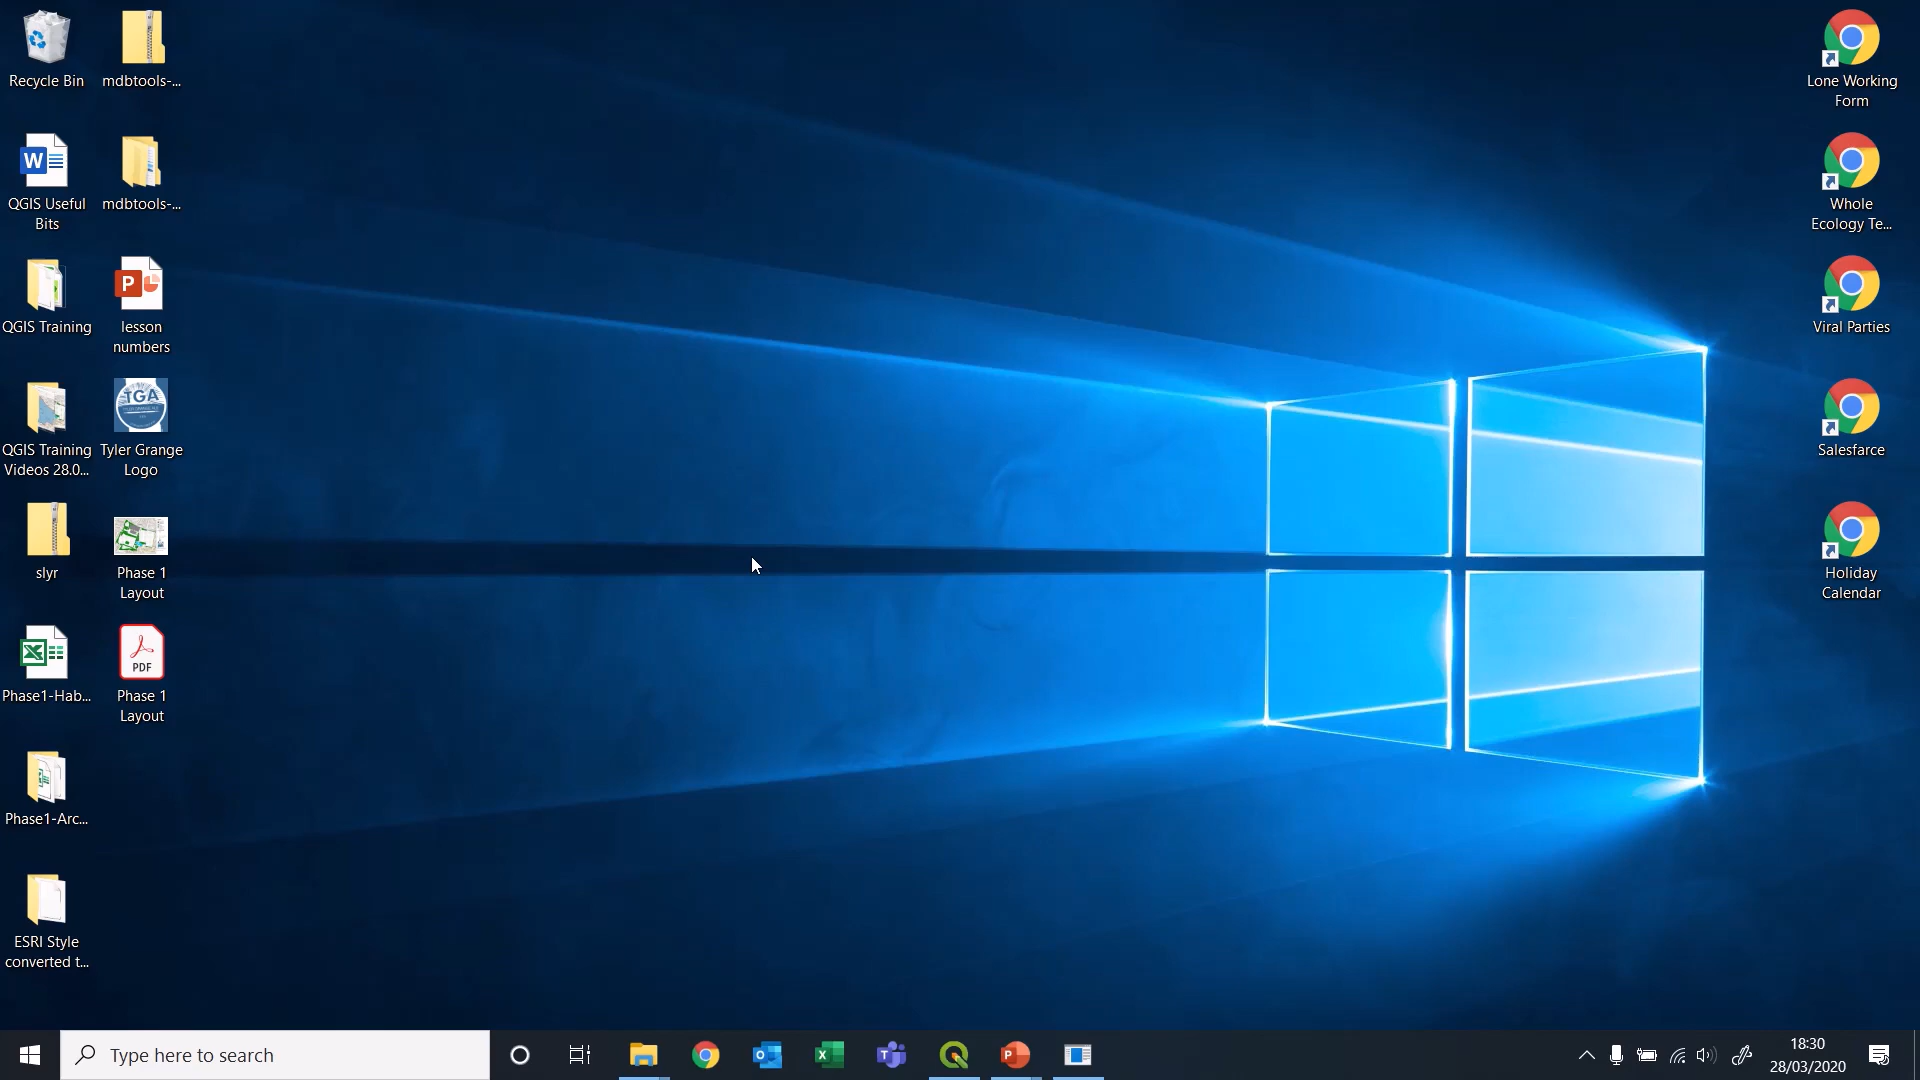 Recycle Bin
mdbtools-...
QGIS Useful
Bits
mdbtools-...
QGIS Training
lesson
numbers
QGIS Training
Videos 28.0...
TGA
Tyler Grange
Logo
slyr
Phase 1
Layout
Phase1-Hab...
PDF
Phase 1
Layout
Phase1-Arc...
ESRI Style
converted t...
Lone Working
Form
Whole
Ecology Te...
Viral Parties
Salesfarce
Holiday
Calendar
Type here to search
18:30
28/03/2020